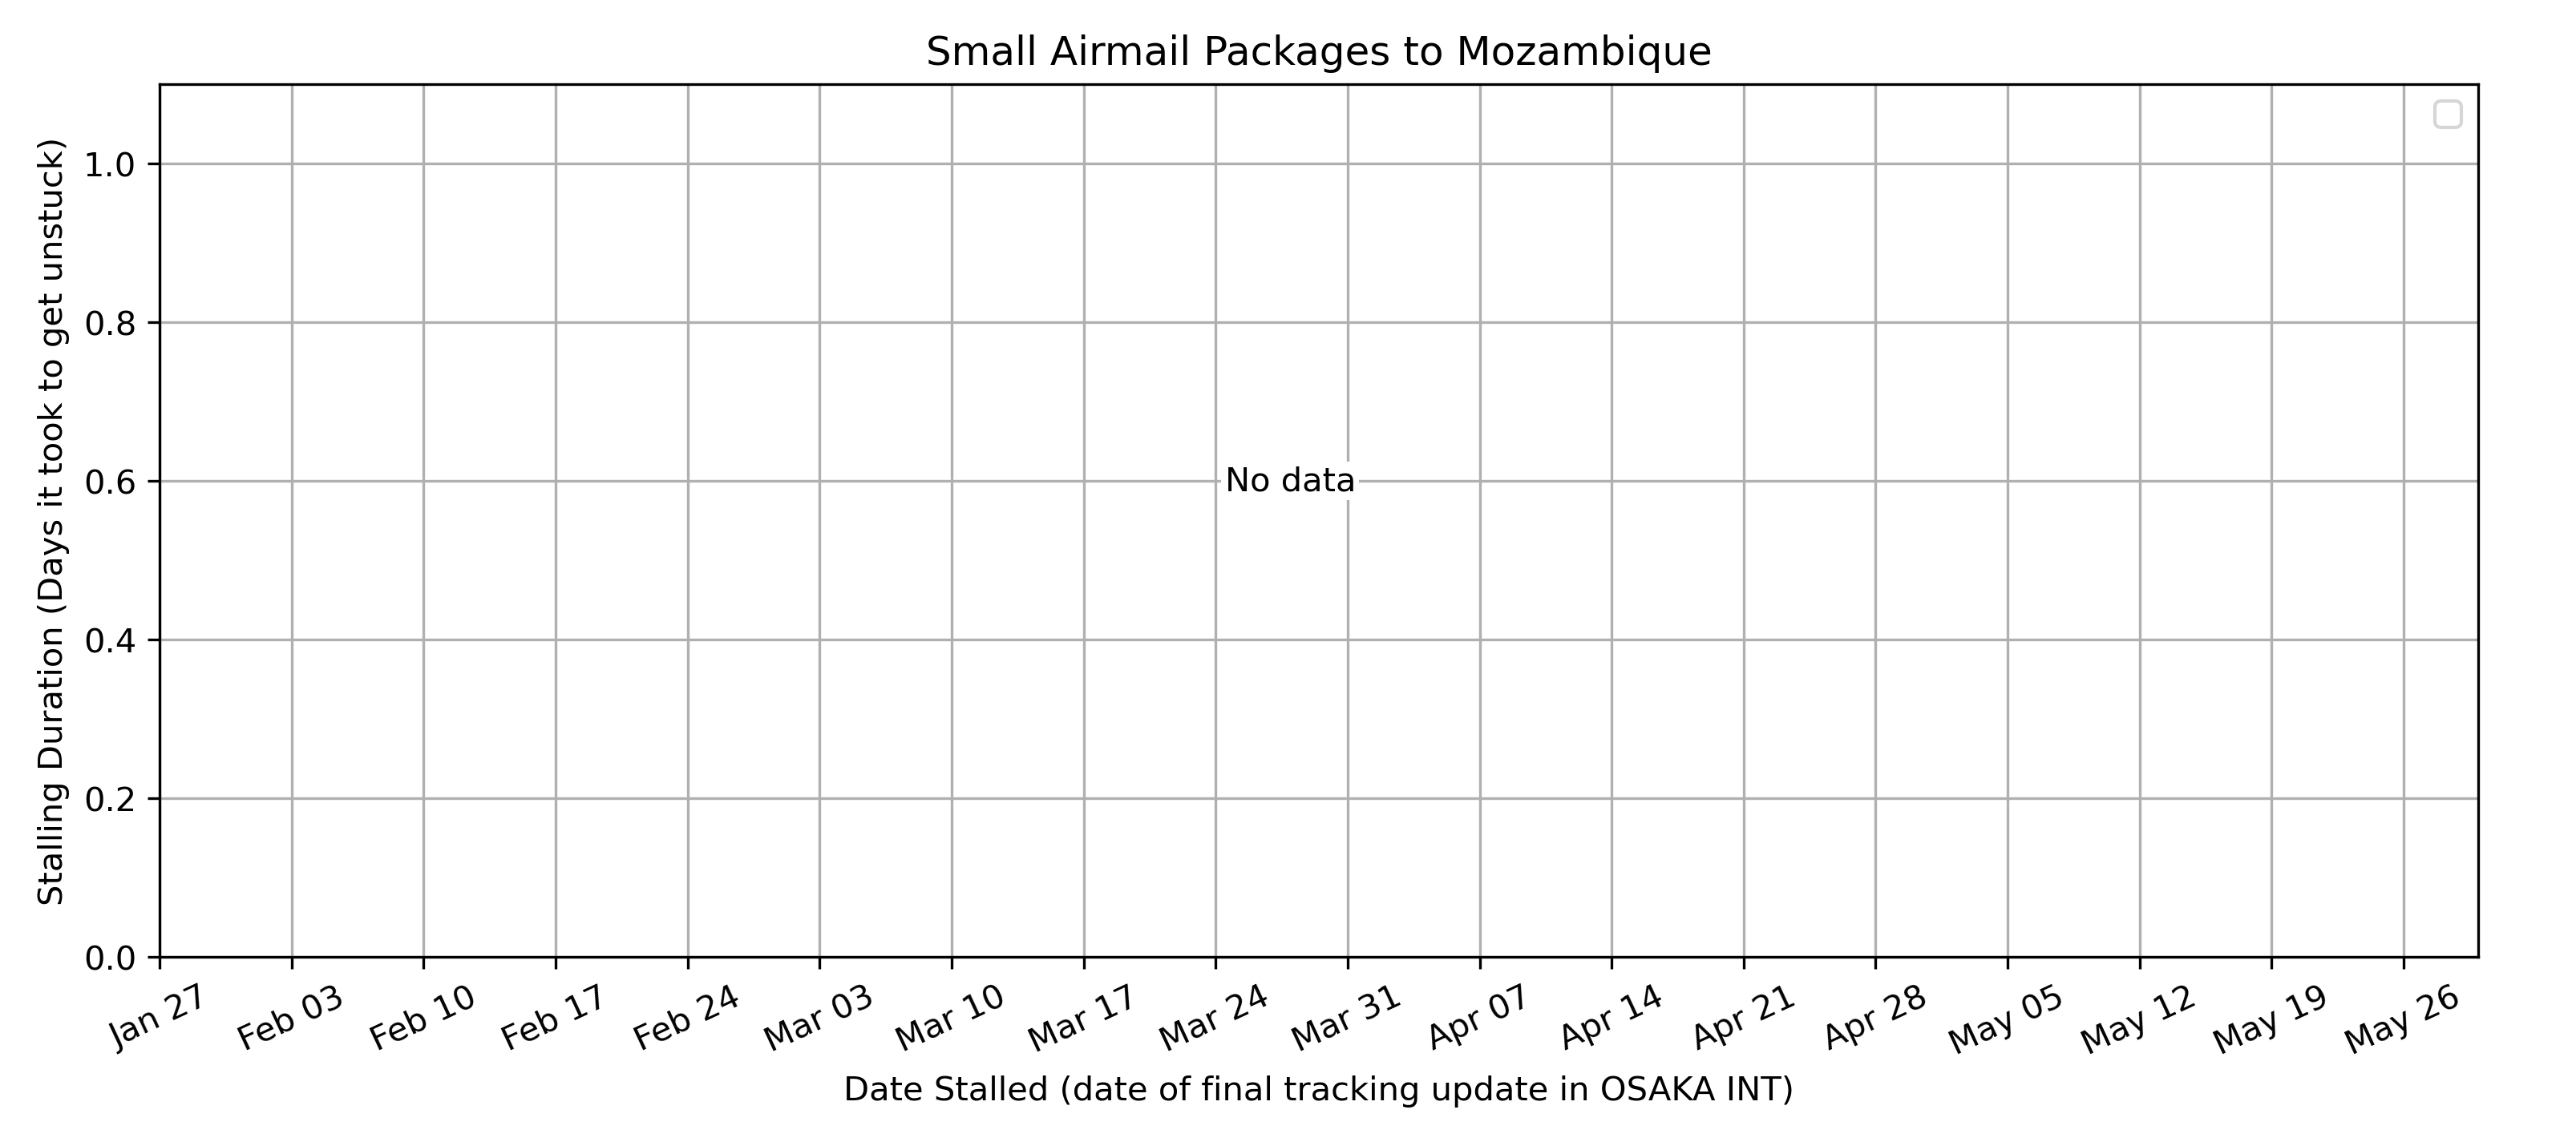 Small Airmail Packages to Mozambique
Stalling Duration (Days it took to get unstuck)
1.0
0.8
0.6
0.4
0.2
0.0
No data
Jan 27
Feb 03
Feb 10
Feb 17
Feb 24
Mar 03
Mar 10
Mar 17
Mar 24
Mar 31
Apr 07
Apr 14
Apr 21
Apr 28
May 05
May 12
May 19
May 26
Date Stalled (date of final tracking update in OSAKA INT)